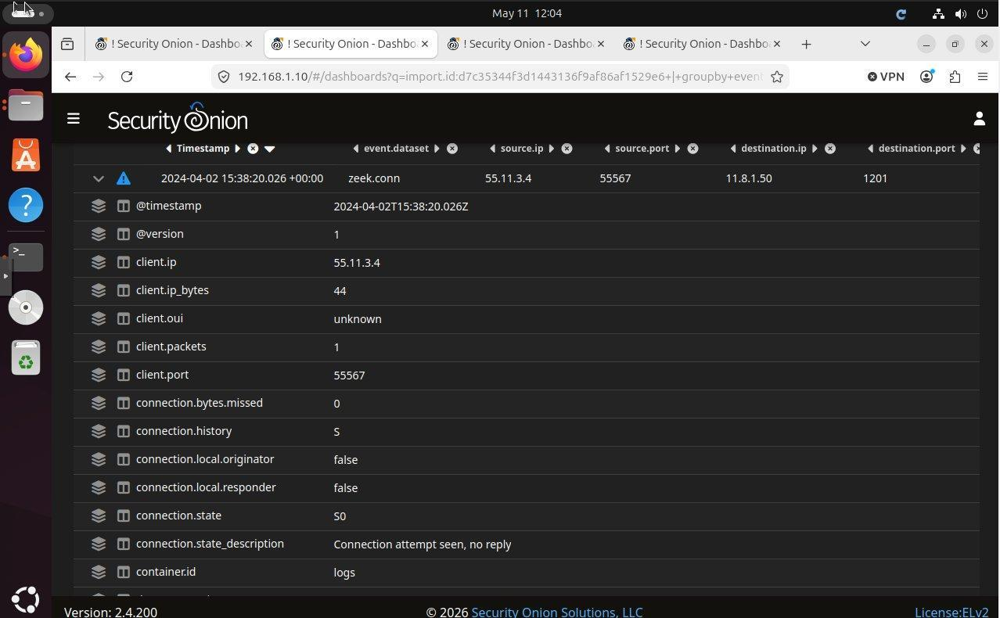 May 11 12:04
! Security Onion - Dashbo ! Security Onion - Dashbo ! Security Onion - Dashbo ! Security Onion - Dashbo
192.168.1.10/#/dashboards?q=import.id:d7c35344f3d1443136f9af86af1529e6+|+groupby+even VPN
Security Onion
Timestamp event.dataset source.ip source.port destination.ip destination.port
2024-04-02 15:38:20.026 +00:00 zeek.conn 55.11.3.4 55567 11.8.1.50 1201
@timestamp 2024-04-02T15:38:20.026Z
@version 1
client.ip 55.11.3.4
client.ip_bytes 44
client.oui unknown
client.packets 1
client.port 55567
connection.bytes.missed 0
connection.history S
connection.local.originator false
connection.local.responder false
connection.state S0
connection.state_description Connection attempt seen, no reply
container.id logs
Version: 2.4.200 © 2026 Security Onion Solutions, LLC License:ELv2